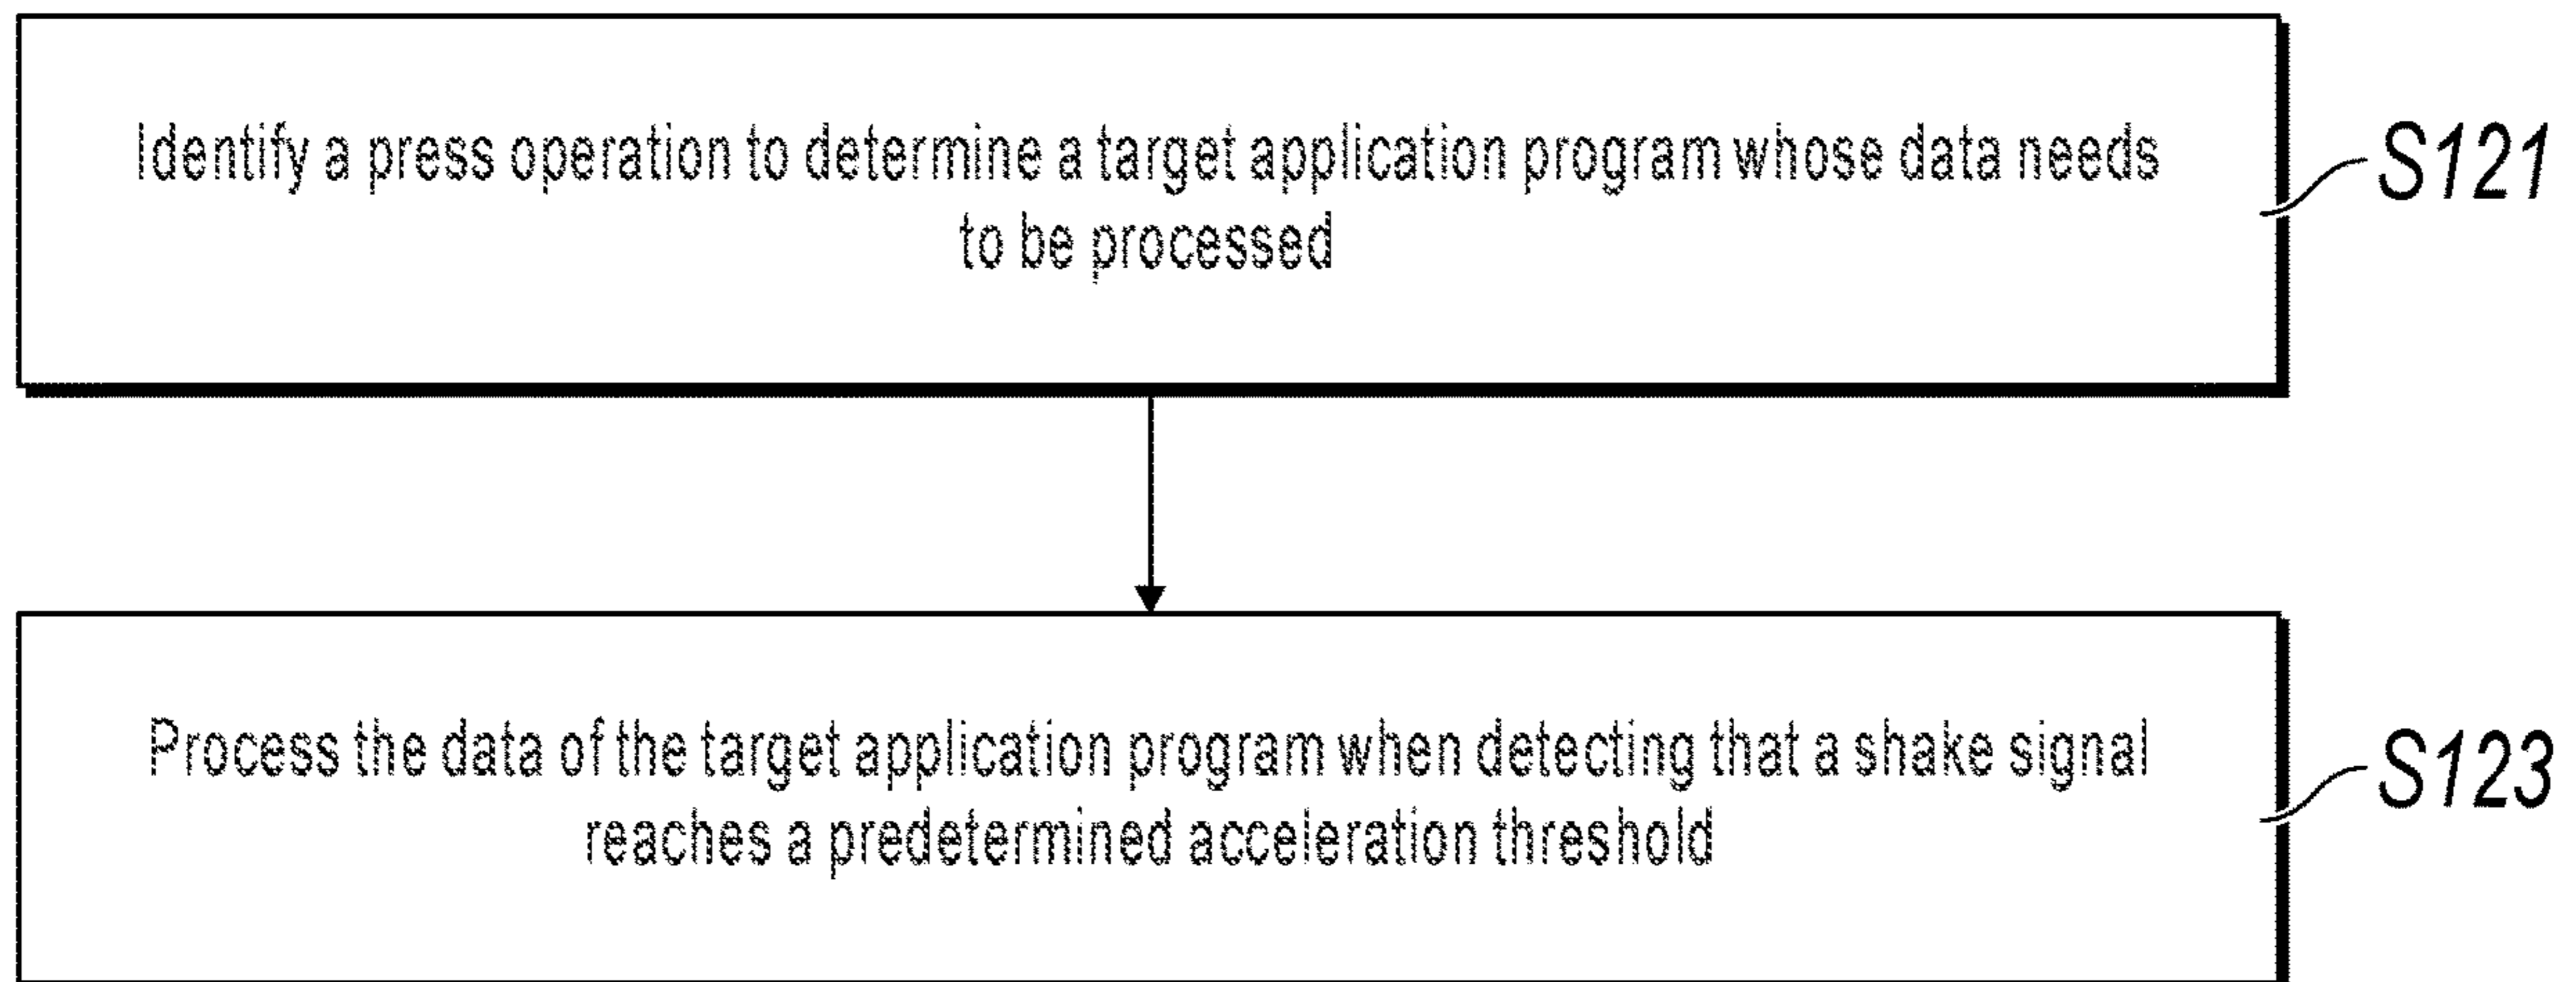 Identify a press operation to determine a target application program whose data needs
to be processed
S121
Process the data of the target application program when detecting that a shake signal
reaches a predetermined acceleration threshold
S123